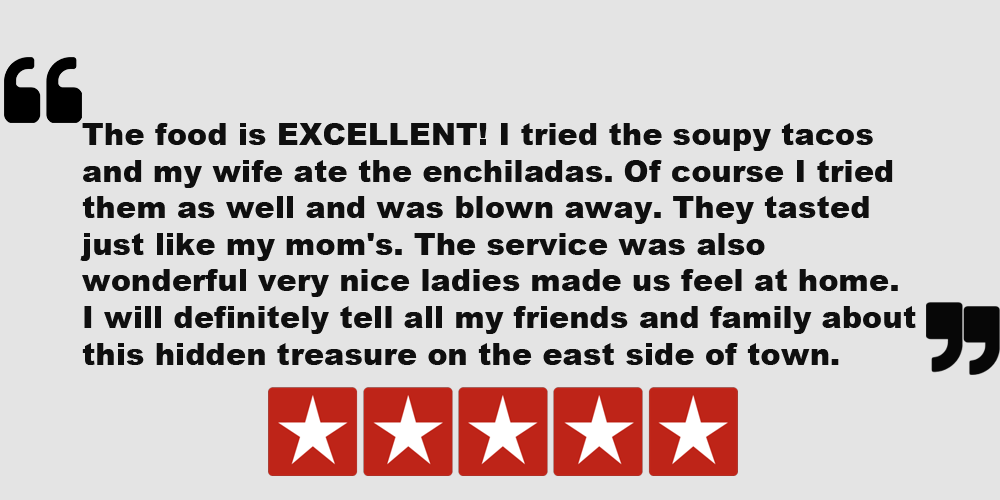 The food is EXCELLENT! I tried the soupy tacos
and my wife ate the enchiladas. Of course I tried
them as well and was blown away. They tasted
just like my mom's. The service was also
wonderful very nice ladies made us feel at home.
I will definitely tell all my friends and family about
this hidden treasure on the east side of town.